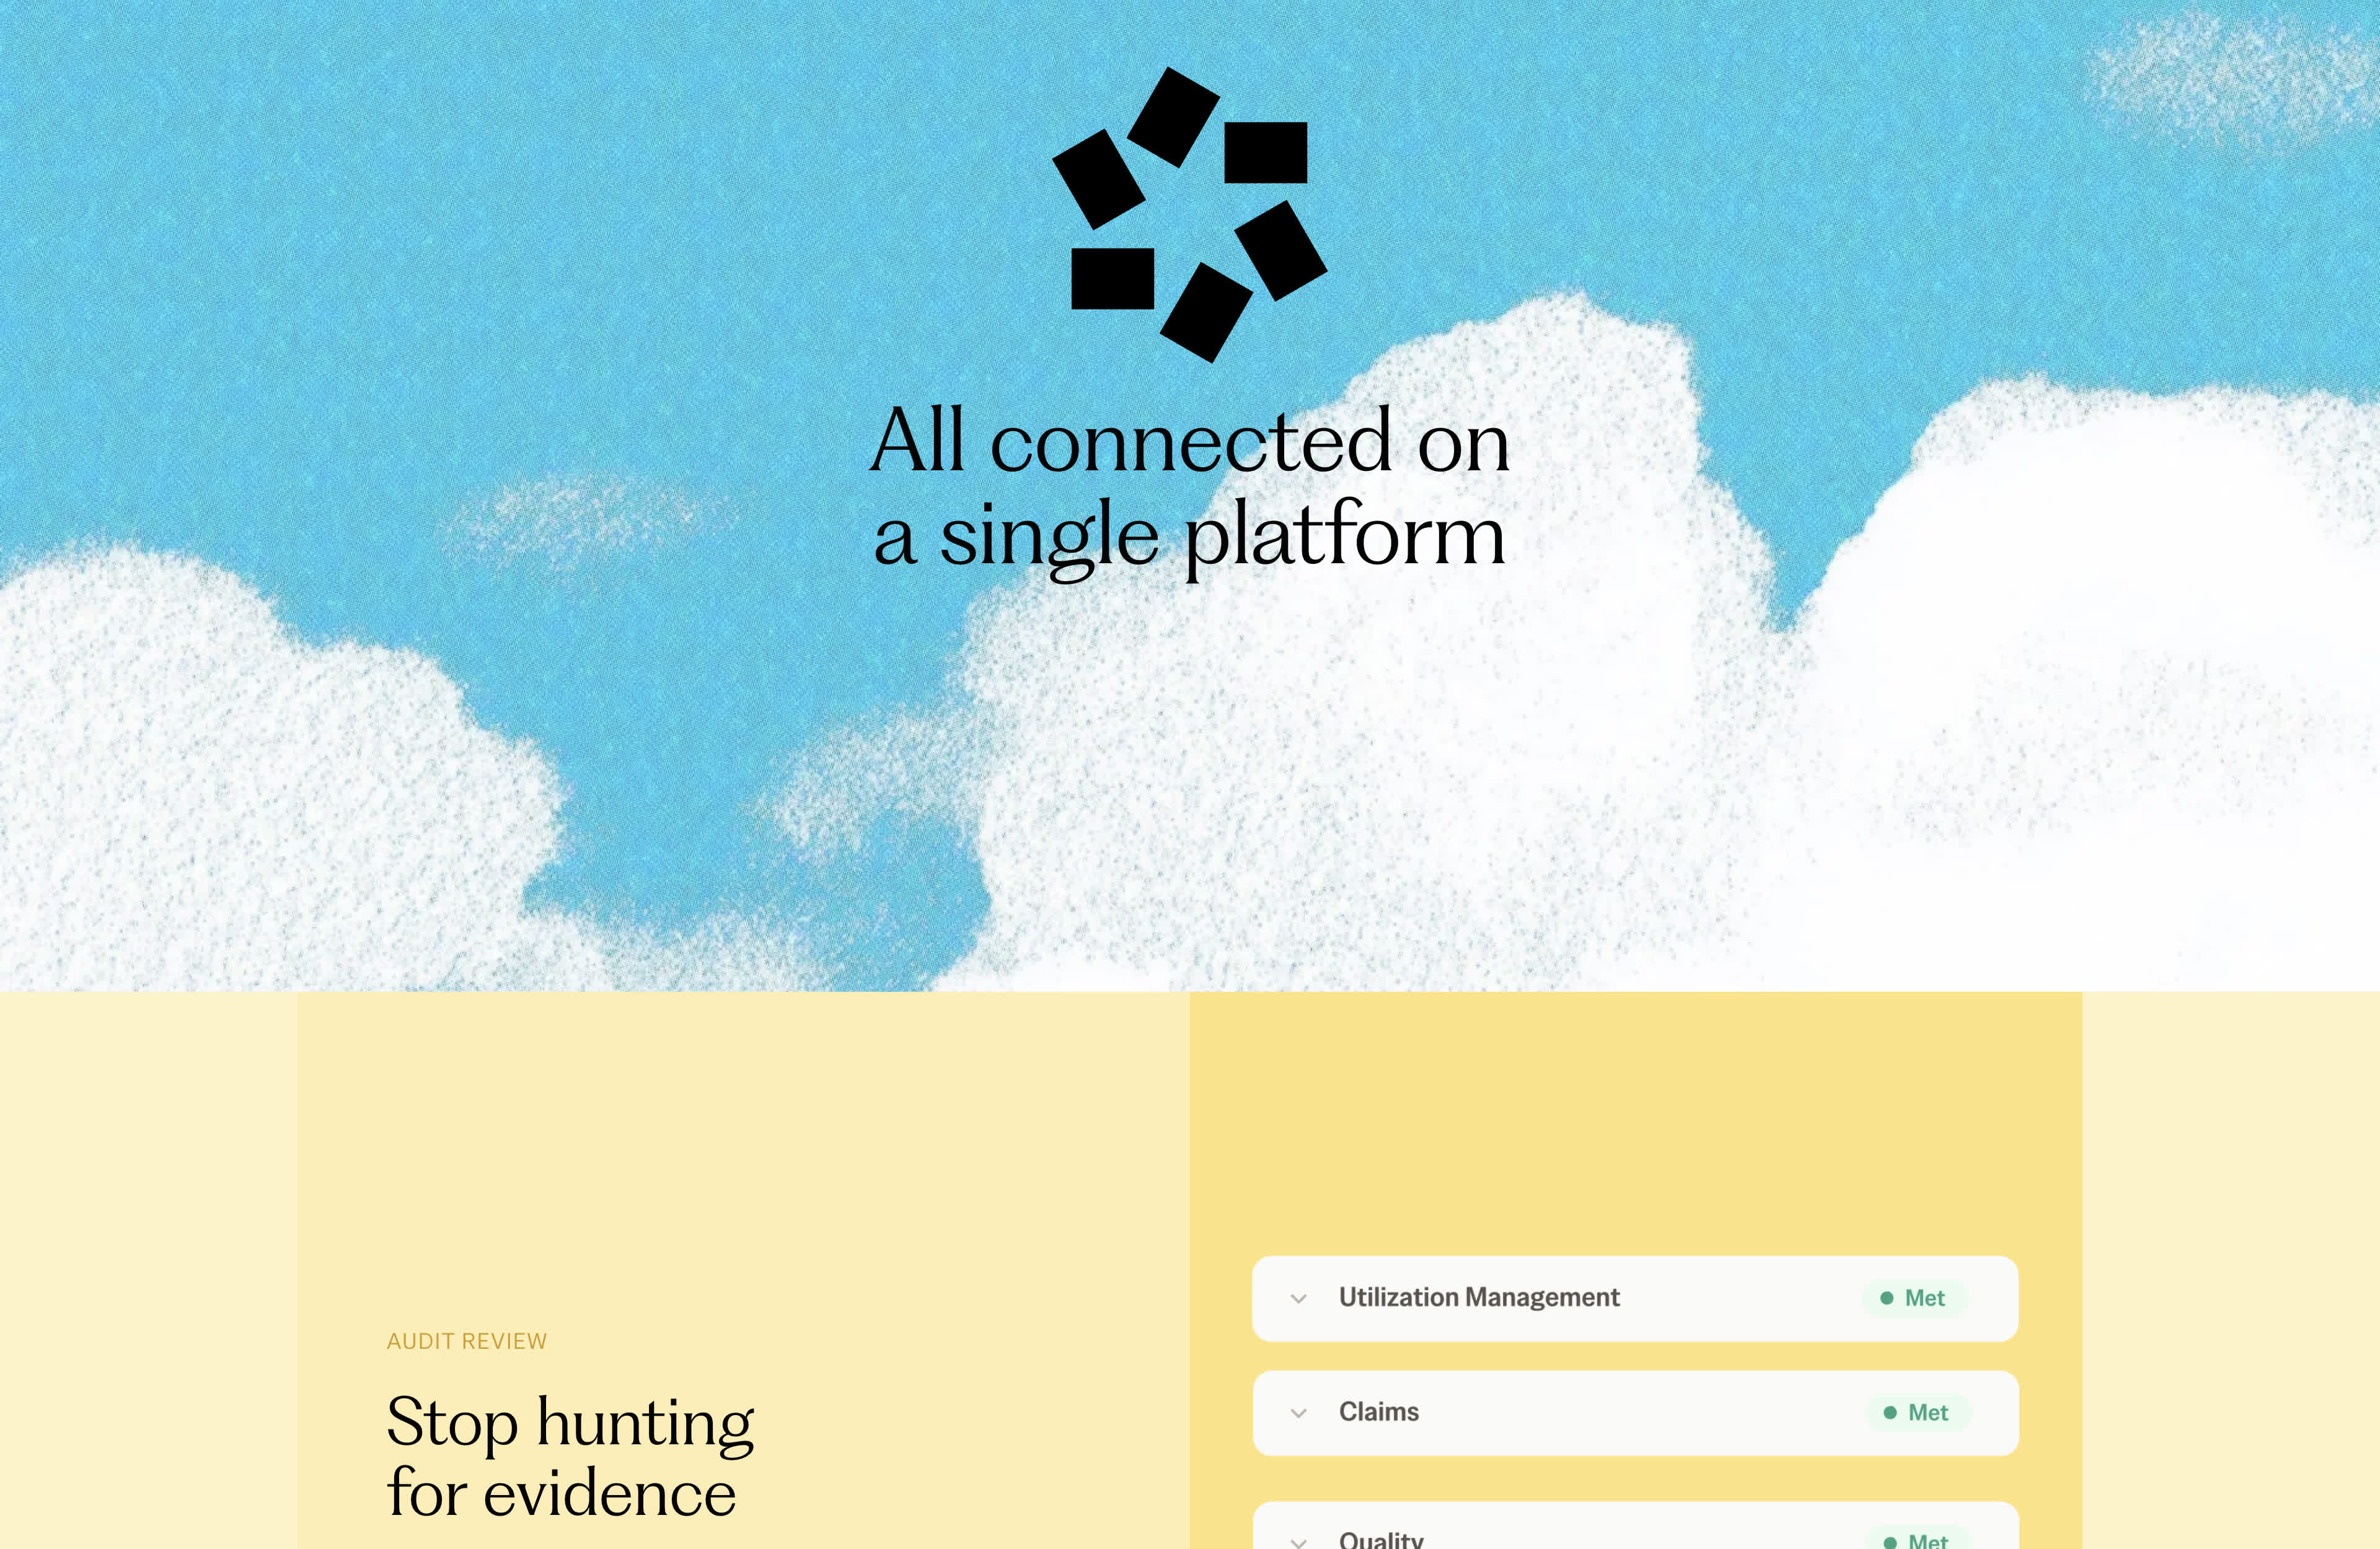 All connected on
a single platform
AUDIT REVIEW
Stop hunting
for evidence
Utilization Management
Met
Claims
Met
Quality
Met